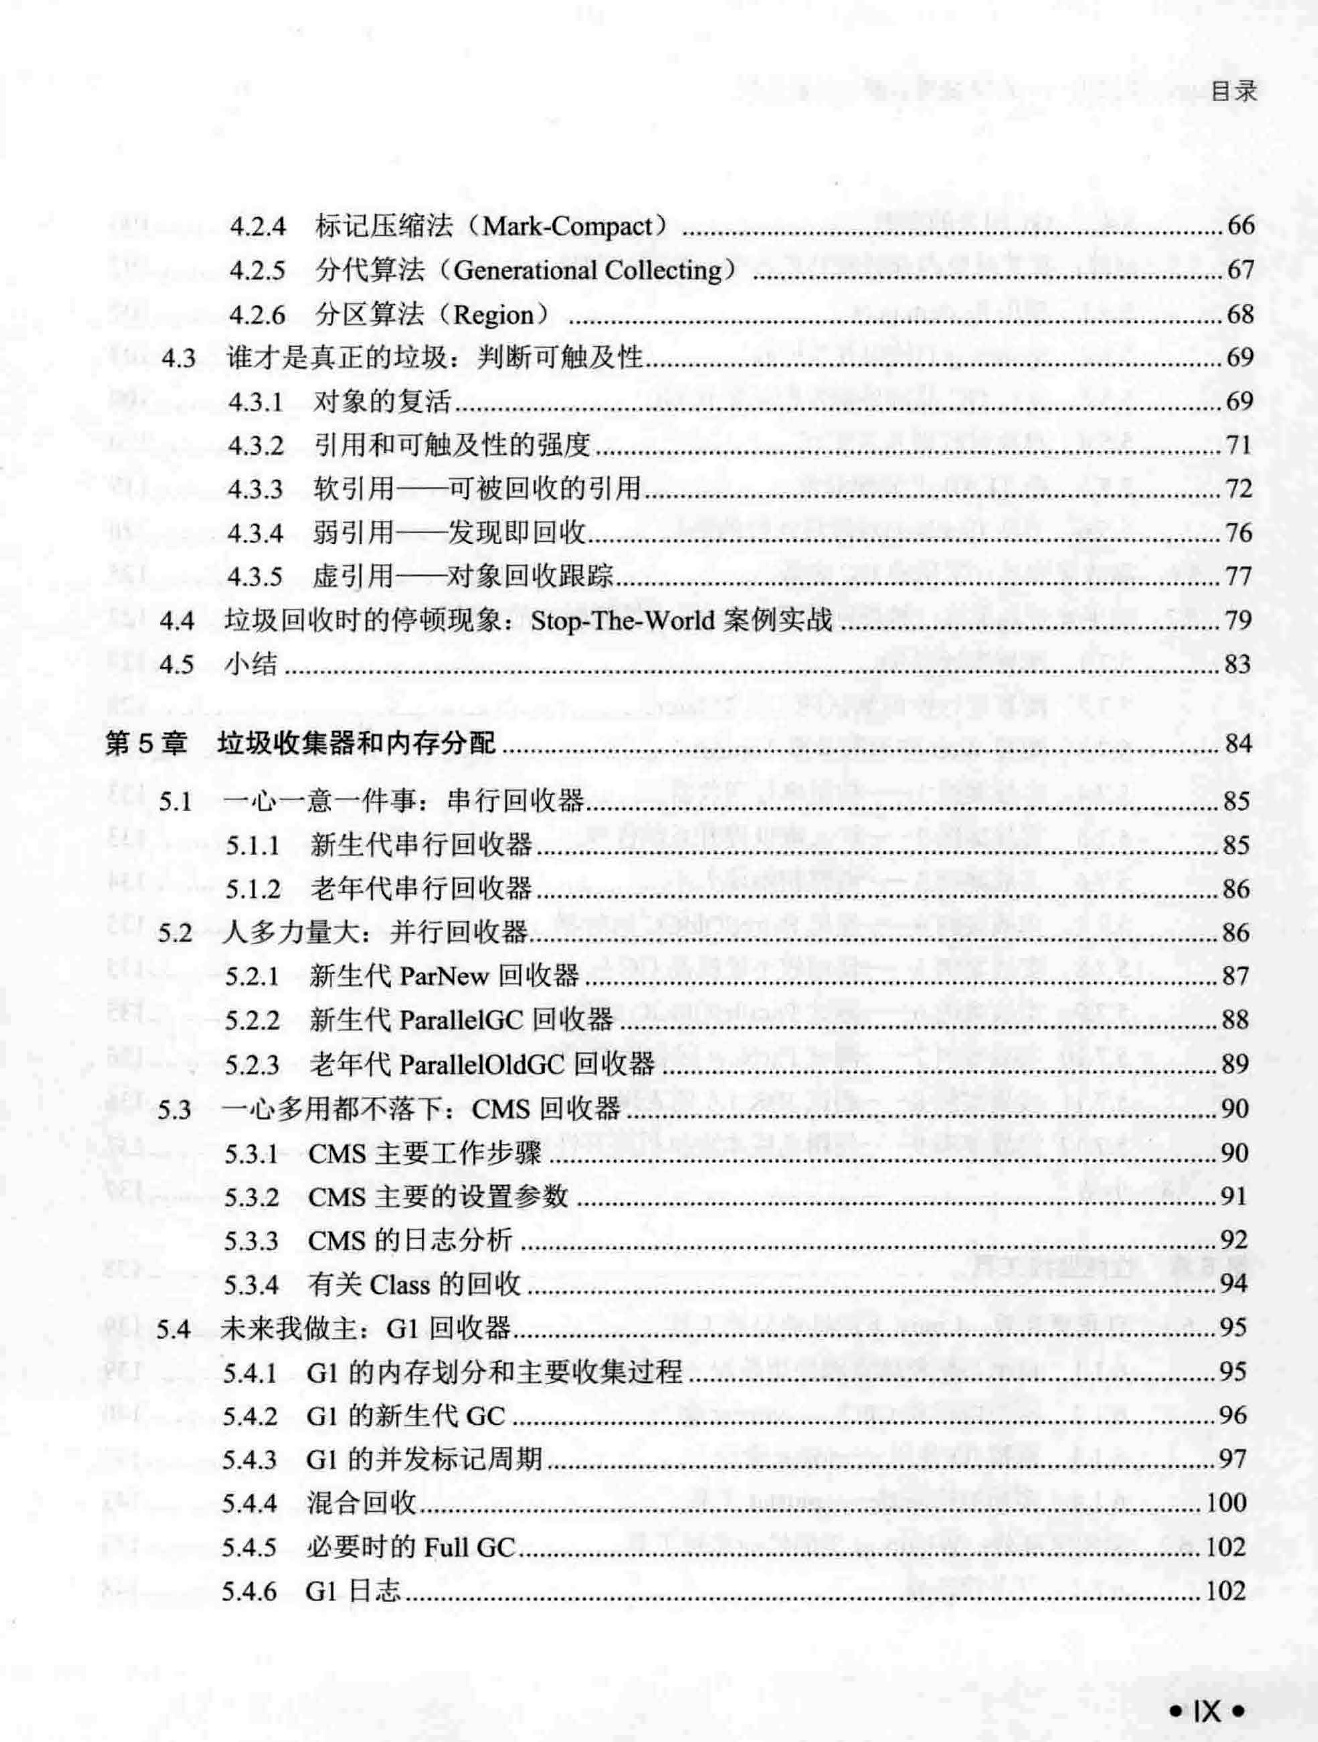 目录
4.2.4 标记压缩法（Mark-Compact） 66
4.2.5 分代算法（Generational Collecting） 67
4.2.6 分区算法（Region） 68
4.3 谁才是真正的垃圾：判断可触及性 69
4.3.1 对象的复活 69
4.3.2 引用和可触及性的强度 71
4.3.3 软引用——可被回收的引用 72
4.3.4 弱引用——发现即回收 76
4.3.5 虚引用——对象回收跟踪 77
4.4 垃圾回收时的停顿现象：Stop-The-World 案例实战 79
4.5 小结 83
第 5 章 垃圾收集器和内存分配 84
5.1 一心一意一件事：串行回收器 85
5.1.1 新生代串行回收器 85
5.1.2 老年代串行回收器 86
5.2 人多力量大：并行回收器 86
5.2.1 新生代 ParNew 回收器 87
5.2.2 新生代 ParallelGC 回收器 88
5.2.3 老年代 ParallelOldGC 回收器 89
5.3 一心多用都不落下：CMS 回收器 90
5.3.1 CMS 主要工作步骤 90
5.3.2 CMS 主要的设置参数 91
5.3.3 CMS 的日志分析 92
5.3.4 有关 Class 的回收 94
5.4 未来我做主：G1 回收器 95
5.4.1 G1 的内存划分和主要收集过程 95
5.4.2 G1 的新生代 GC 96
5.4.3 G1 的并发标记周期 97
5.4.4 混合回收 100
5.4.5 必要时的 Full GC 102
5.4.6 G1 日志 102
• IX •